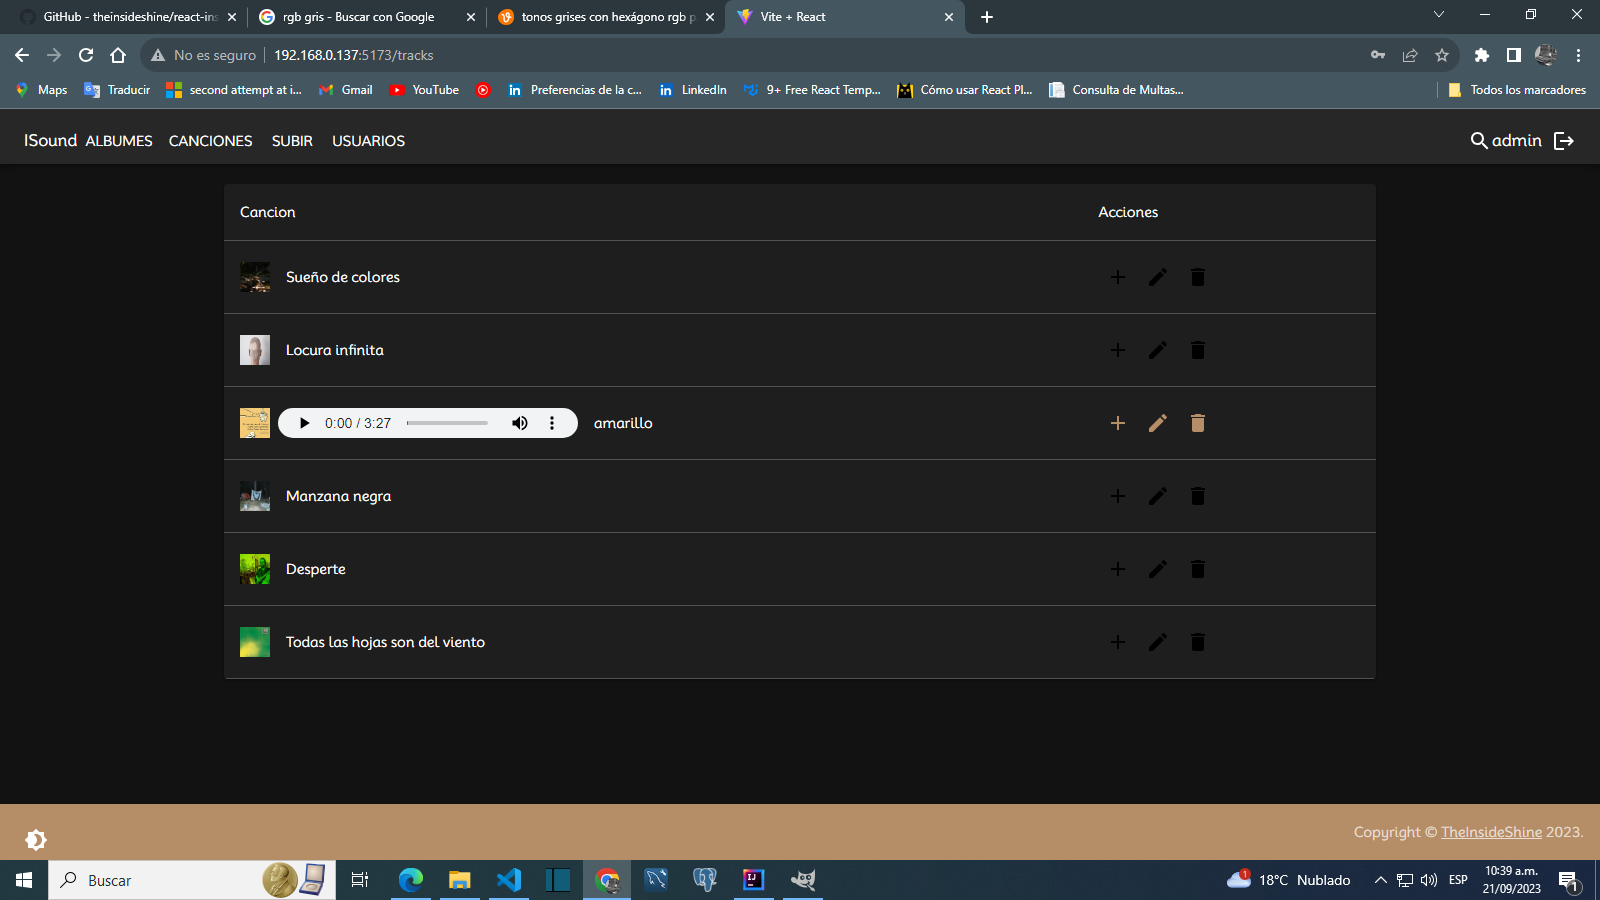 GitHub - theinsideshine/react-ins
rgb gris - Buscar con Google
tonos grises con hexágono rgb p
Vite + React
No es seguro
192.168.0.137:5173/tracks
Maps
Traducir
second attempt at i...
Gmail
YouTube
Preferencias de la c...
LinkedIn
9+ Free React Temp...
Cómo usar React Pl...
Consulta de Multas...
Todos los marcadores
ISound
ALBUMES
CANCIONES
SUBIR
USUARIOS
admin
Cancion
Acciones
Sueño de colores
Locura infinita
0:00 / 3:27
amarillo
Manzana negra
Desperte
Todas las hojas son del viento
Copyright © TheInsideShine 2023.
Buscar
1
18°C Nublado
ESP
10:39 a.m.
21/09/2023
1